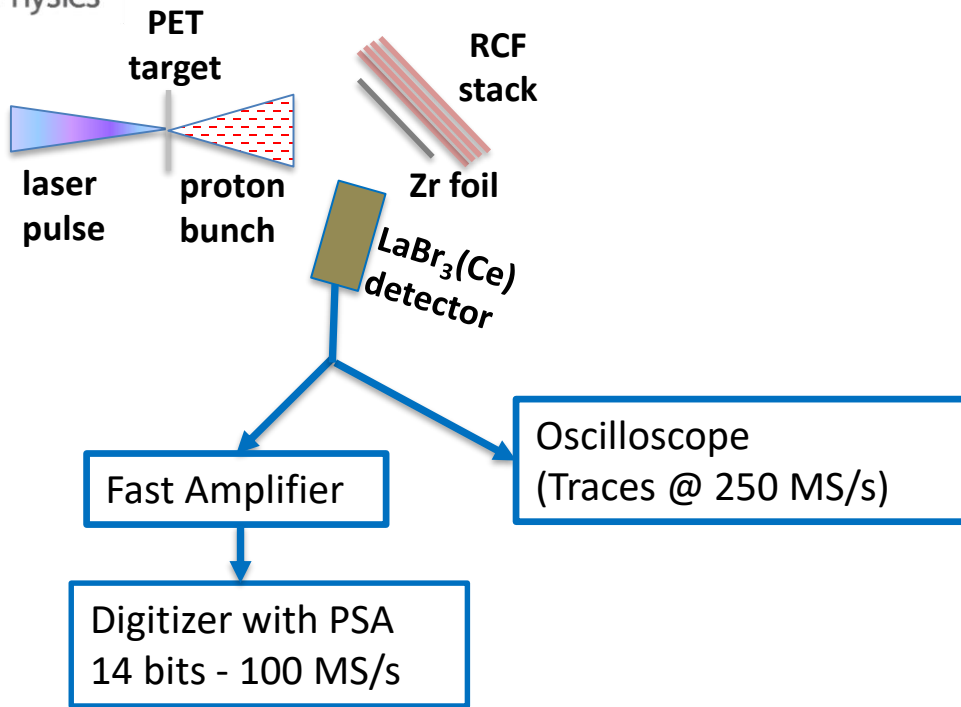 PET
target
RCF
stack
laser
pulse
proton
bunch
Zr foil
LaBr₃(Ce)
detector
Oscilloscope
(Traces @ 250 MS/s)
Fast Amplifier
Digitizer with PSA
14 bits - 100 MS/s